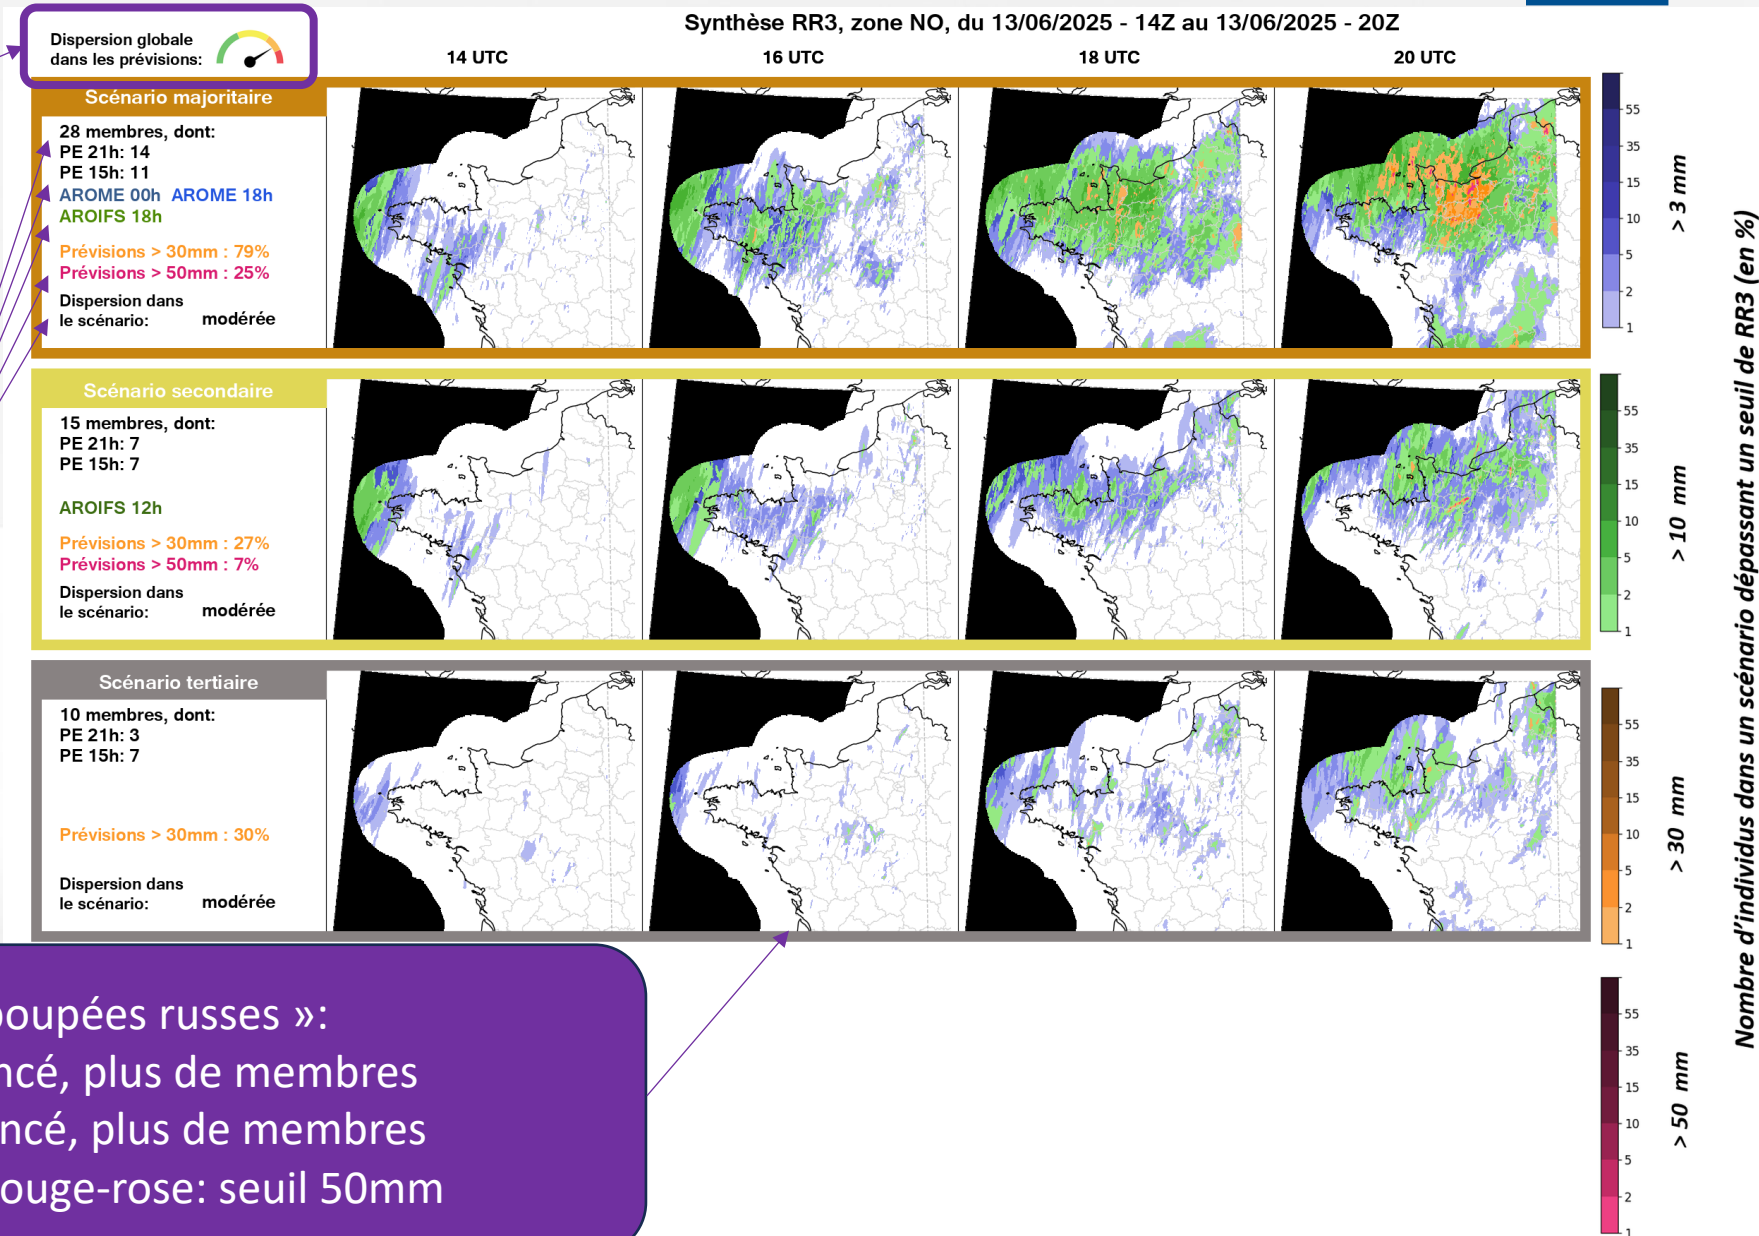 Synthèse RR3, zone NO, du 13/06/2025 - 14Z au 13/06/2025 - 20Z
Dispersion globale
dans les prévisions:
14 UTC
16 UTC
18 UTC
20 UTC
Scénario majoritaire
28 membres, dont:
PE 21h: 14
PE 15h: 11
AROME 00h AROME 18h
AROIFS 18h
Prévisions > 30mm : 79%
Prévisions > 50mm : 25%
Dispersion dans
le scénario: modérée
Scénario secondaire
15 membres, dont:
PE 21h: 7
PE 15h: 7
AROIFS 12h
Prévisions > 30mm : 27%
Prévisions > 50mm : 7%
Dispersion dans
le scénario: modérée
Scénario tertiaire
10 membres, dont:
PE 21h: 3
PE 15h: 7
Prévisions > 30mm : 30%
Dispersion dans
le scénario: modérée
55
35
15
10
5
2
1
> 3 mm
55
35
15
10
5
2
1
> 10 mm
55
35
15
10
5
2
1
> 30 mm
55
35
15
10
5
2
1
> 50 mm
Nombre d'individus dans un scénario dépassant un seuil de RR3 (en %)
oupées russes »:
ncé, plus de membres
ncé, plus de membres
ouge-rose: seuil 50mm